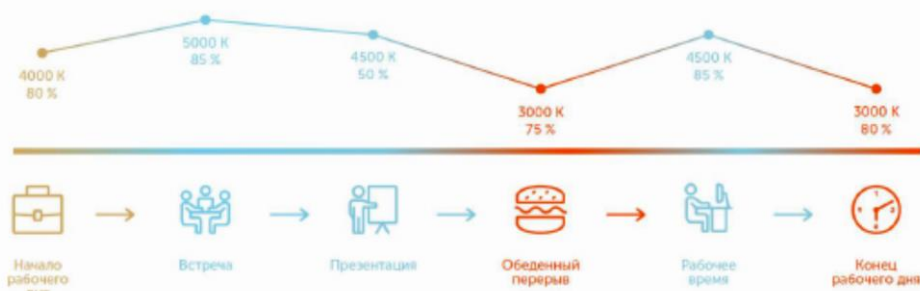 4000 K
80 %
5000 K
85 %
4500 K
50 %
3000 K
75 %
4500 K
85 %
3000 K
80 %
Начало
рабочего
Встреча
Презентация
Обеденный
перерыв
Рабочее
время
Конец
рабочего дня